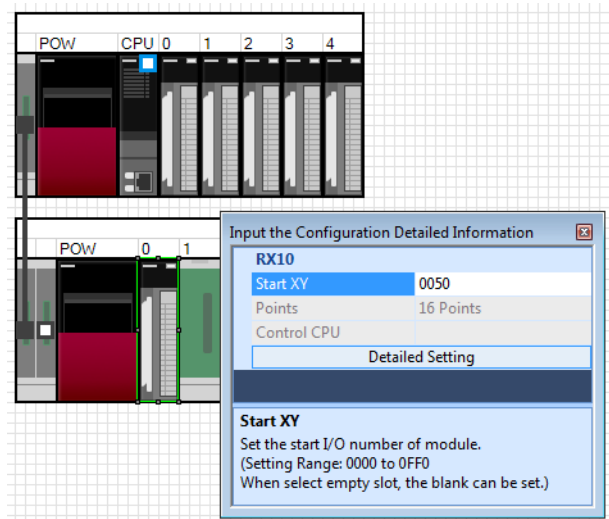 POW CPU 0 1 2 3 4
POW 0 1
Input the Configuration Detailed Information
RX10
Start XY 0050
Points 16 Points
Control CPU
Detailed Setting
Start XY
Set the start I/O number of module.
(Setting Range: 0000 to 0FF0
When select empty slot, the blank can be set.)